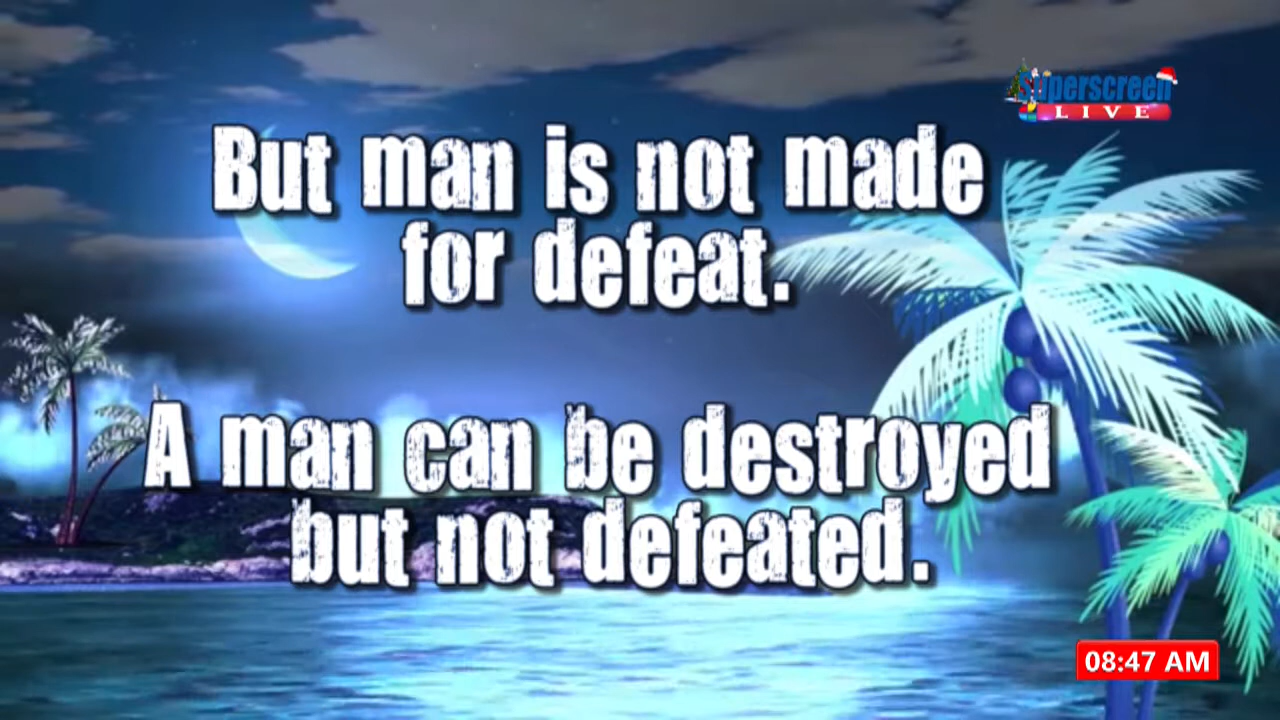 Superscreen
LIVE
But man is not made
for defeat.
A man can be destroyed
but not defeated.
08:47 AM